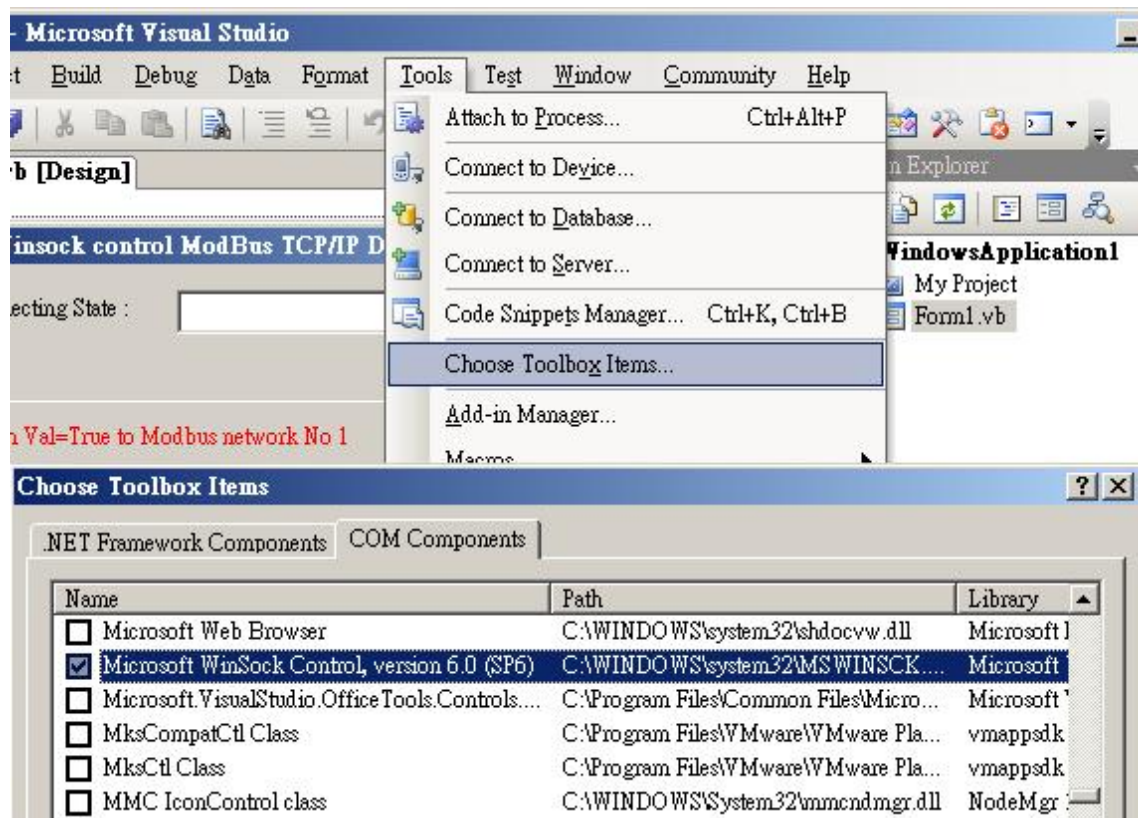 - Microsoft Visual Studio
t Build Debug Data Format Tools Test Window Community Help
Attach to Process... Ctrl+Alt+P
vb [Design]
n Explorer
Connect to Device...
Connect to Database...
insock control ModBus TCP/IP D
WindowsApplication1
Connect to Server...
My Project
ecting State :
Code Snippets Manager... Ctrl+K, Ctrl+B
Form1.vb
Choose Toolbox Items...
Add-in Manager...
n Val=True to Modbus network No 1
Macros
Choose Toolbox Items
.NET Framework Components COM Components
Name Path Library
Microsoft Web Browser C:\WINDOWS\system32\shdocvw.dll Microsoft
Microsoft WinSock Control, version 6.0 (SP6) C:\WINDOWS\system32\MSWINSCK.... Microsoft
Microsoft.VisualStudio.OfficeTools.Controls.... C:\Program Files\Common Files\Micro... Microsoft
MksCompatCtl Class C:\Program Files\VMware\VMware Pla... vmappsdk
MksCtl Class C:\Program Files\VMware\VMware Pla... vmappsdk
MMC IconControl class C:\WINDOWS\System32\mmcndmgr.dll NodeMgr